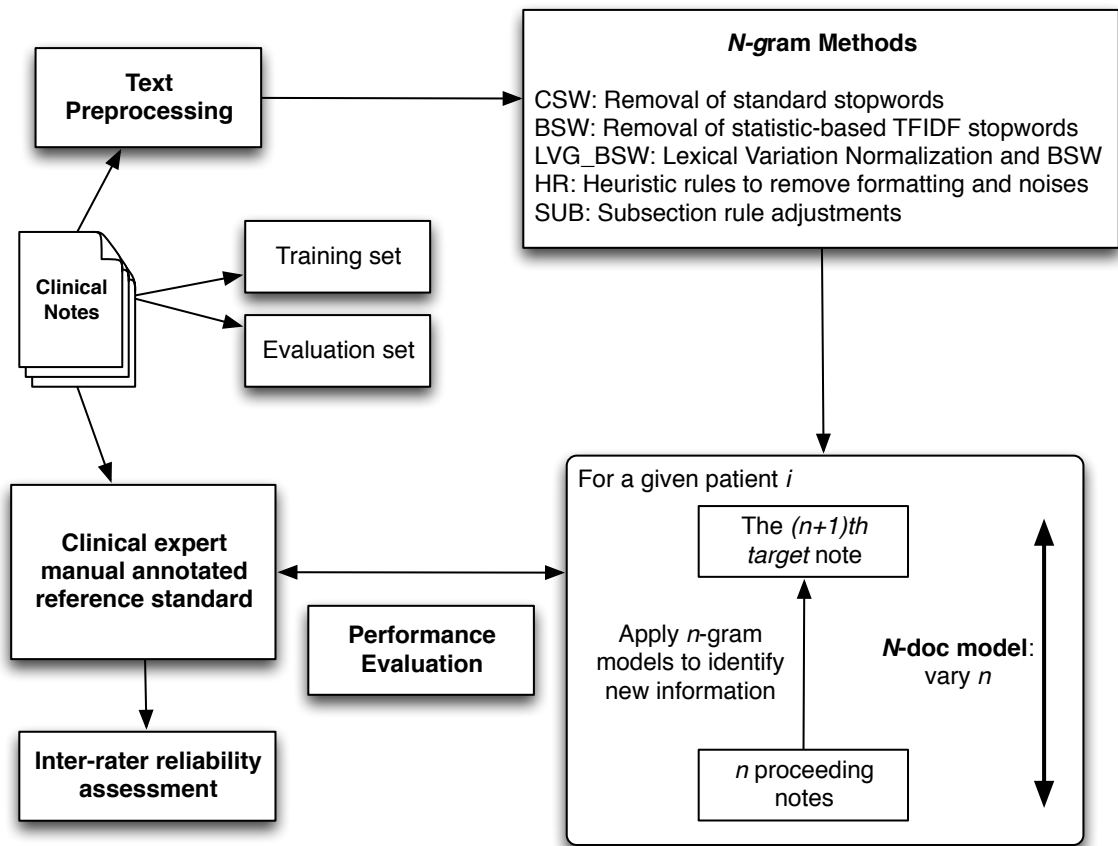 Text
Preprocessing
N-gram Methods
CSW: Removal of standard stopwords
BSW: Removal of statistic-based TFIDF stopwords
LVG_BSW: Lexical Variation Normalization and BSW
HR: Heuristic rules to remove formatting and noises
SUB: Subsection rule adjustments
Clinical
Notes
Training set
Evaluation set
Clinical expert
manual annotated
reference standard
Performance
Evaluation
Inter-rater reliability
assessment
For a given patient i
The (n+1)th
target note
Apply n-gram
models to identify
new information
N-doc model:
vary n
n proceeding
notes